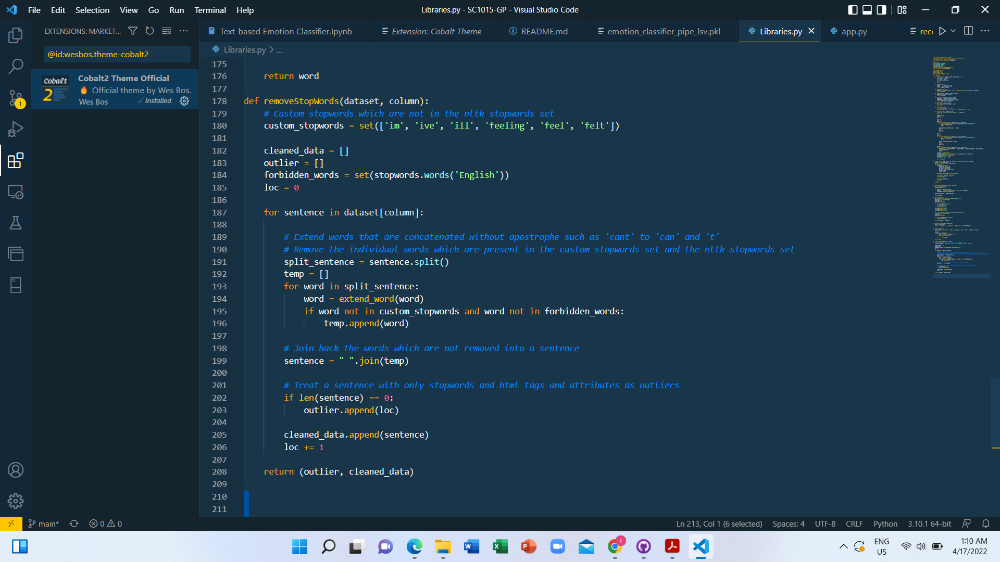 File Edit Selection View Go Run Terminal Help
Libraries.py - SC1015-GP - Visual Studio Code
EXTENSIONS: MARKET...
Text-based Emotion Classifier.Ipynb
Extension: Cobalt Theme
README.md
emotion_classifier_pipe_lsv.pkl
Libraries.py
app.py
rec
@id:wesbos.theme-cobalt2
Cobalt2 Theme Official
Official theme by Wes Bos.
Wes Bos
Installed
Cobalt
2
1
Libraries.py > ...
175
176 return word
177
178 def removeStopWords(dataset, column):
179 # Custom stopwords which are not in the nltk stopwords set
180 custom_stopwords = set(['im', 'ive', 'ill', 'feeling', 'feel', 'felt'])
181
182 cleaned_data = []
183 outlier = []
184 forbidden_words = set(stopwords.words('English'))
185 loc = 0
186
187 for sentence in dataset[column]:
188
189 # Extend words that are concatenated without apostrophe such as 'cant' to 'can' and 't'
190 # Remove the individual words which are present in the custom stopwords set and the nltk stopwords set
191 split_sentence = sentence.split()
192 temp = []
193 for word in split_sentence:
194 word = extend_word(word)
195 if word not in custom_stopwords and word not in forbidden_words:
196 temp.append(word)
197
198 # Join back the words which are not removed into a sentence
199 sentence = " ".join(temp)
200
201 # Treat a sentence with only stopwords and html tags and attributes as outliers
202 if len(sentence) == 0:
203 outlier.append(loc)
204
205 cleaned_data.append(sentence)
206 loc += 1
207
208 return (outlier, cleaned_data)
209
210
211
main* 0 0
Ln 213, Col 1 (6 selected) Spaces: 4 UTF-8 CRLF Python 3.10.1 64-bit
ENG
US
1:10 AM
4/17/2022